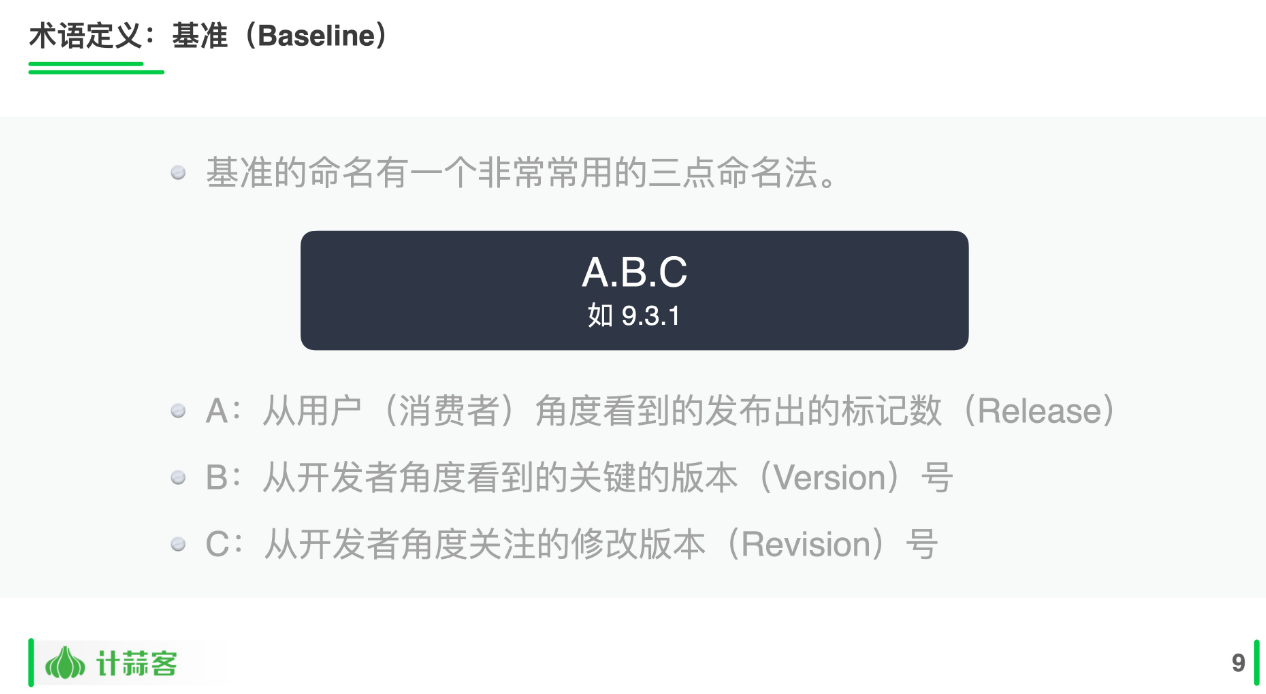 术语定义：基准（Baseline）
基准的命名有一个非常常用的三点命名法。
A.B.C
如 9.3.1
A：从用户（消费者）角度看到的发布出的标记数（Release）
B：从开发者角度看到的关键的版本（Version）号
C：从开发者角度关注的修改版本（Revision）号
计蒜客
9